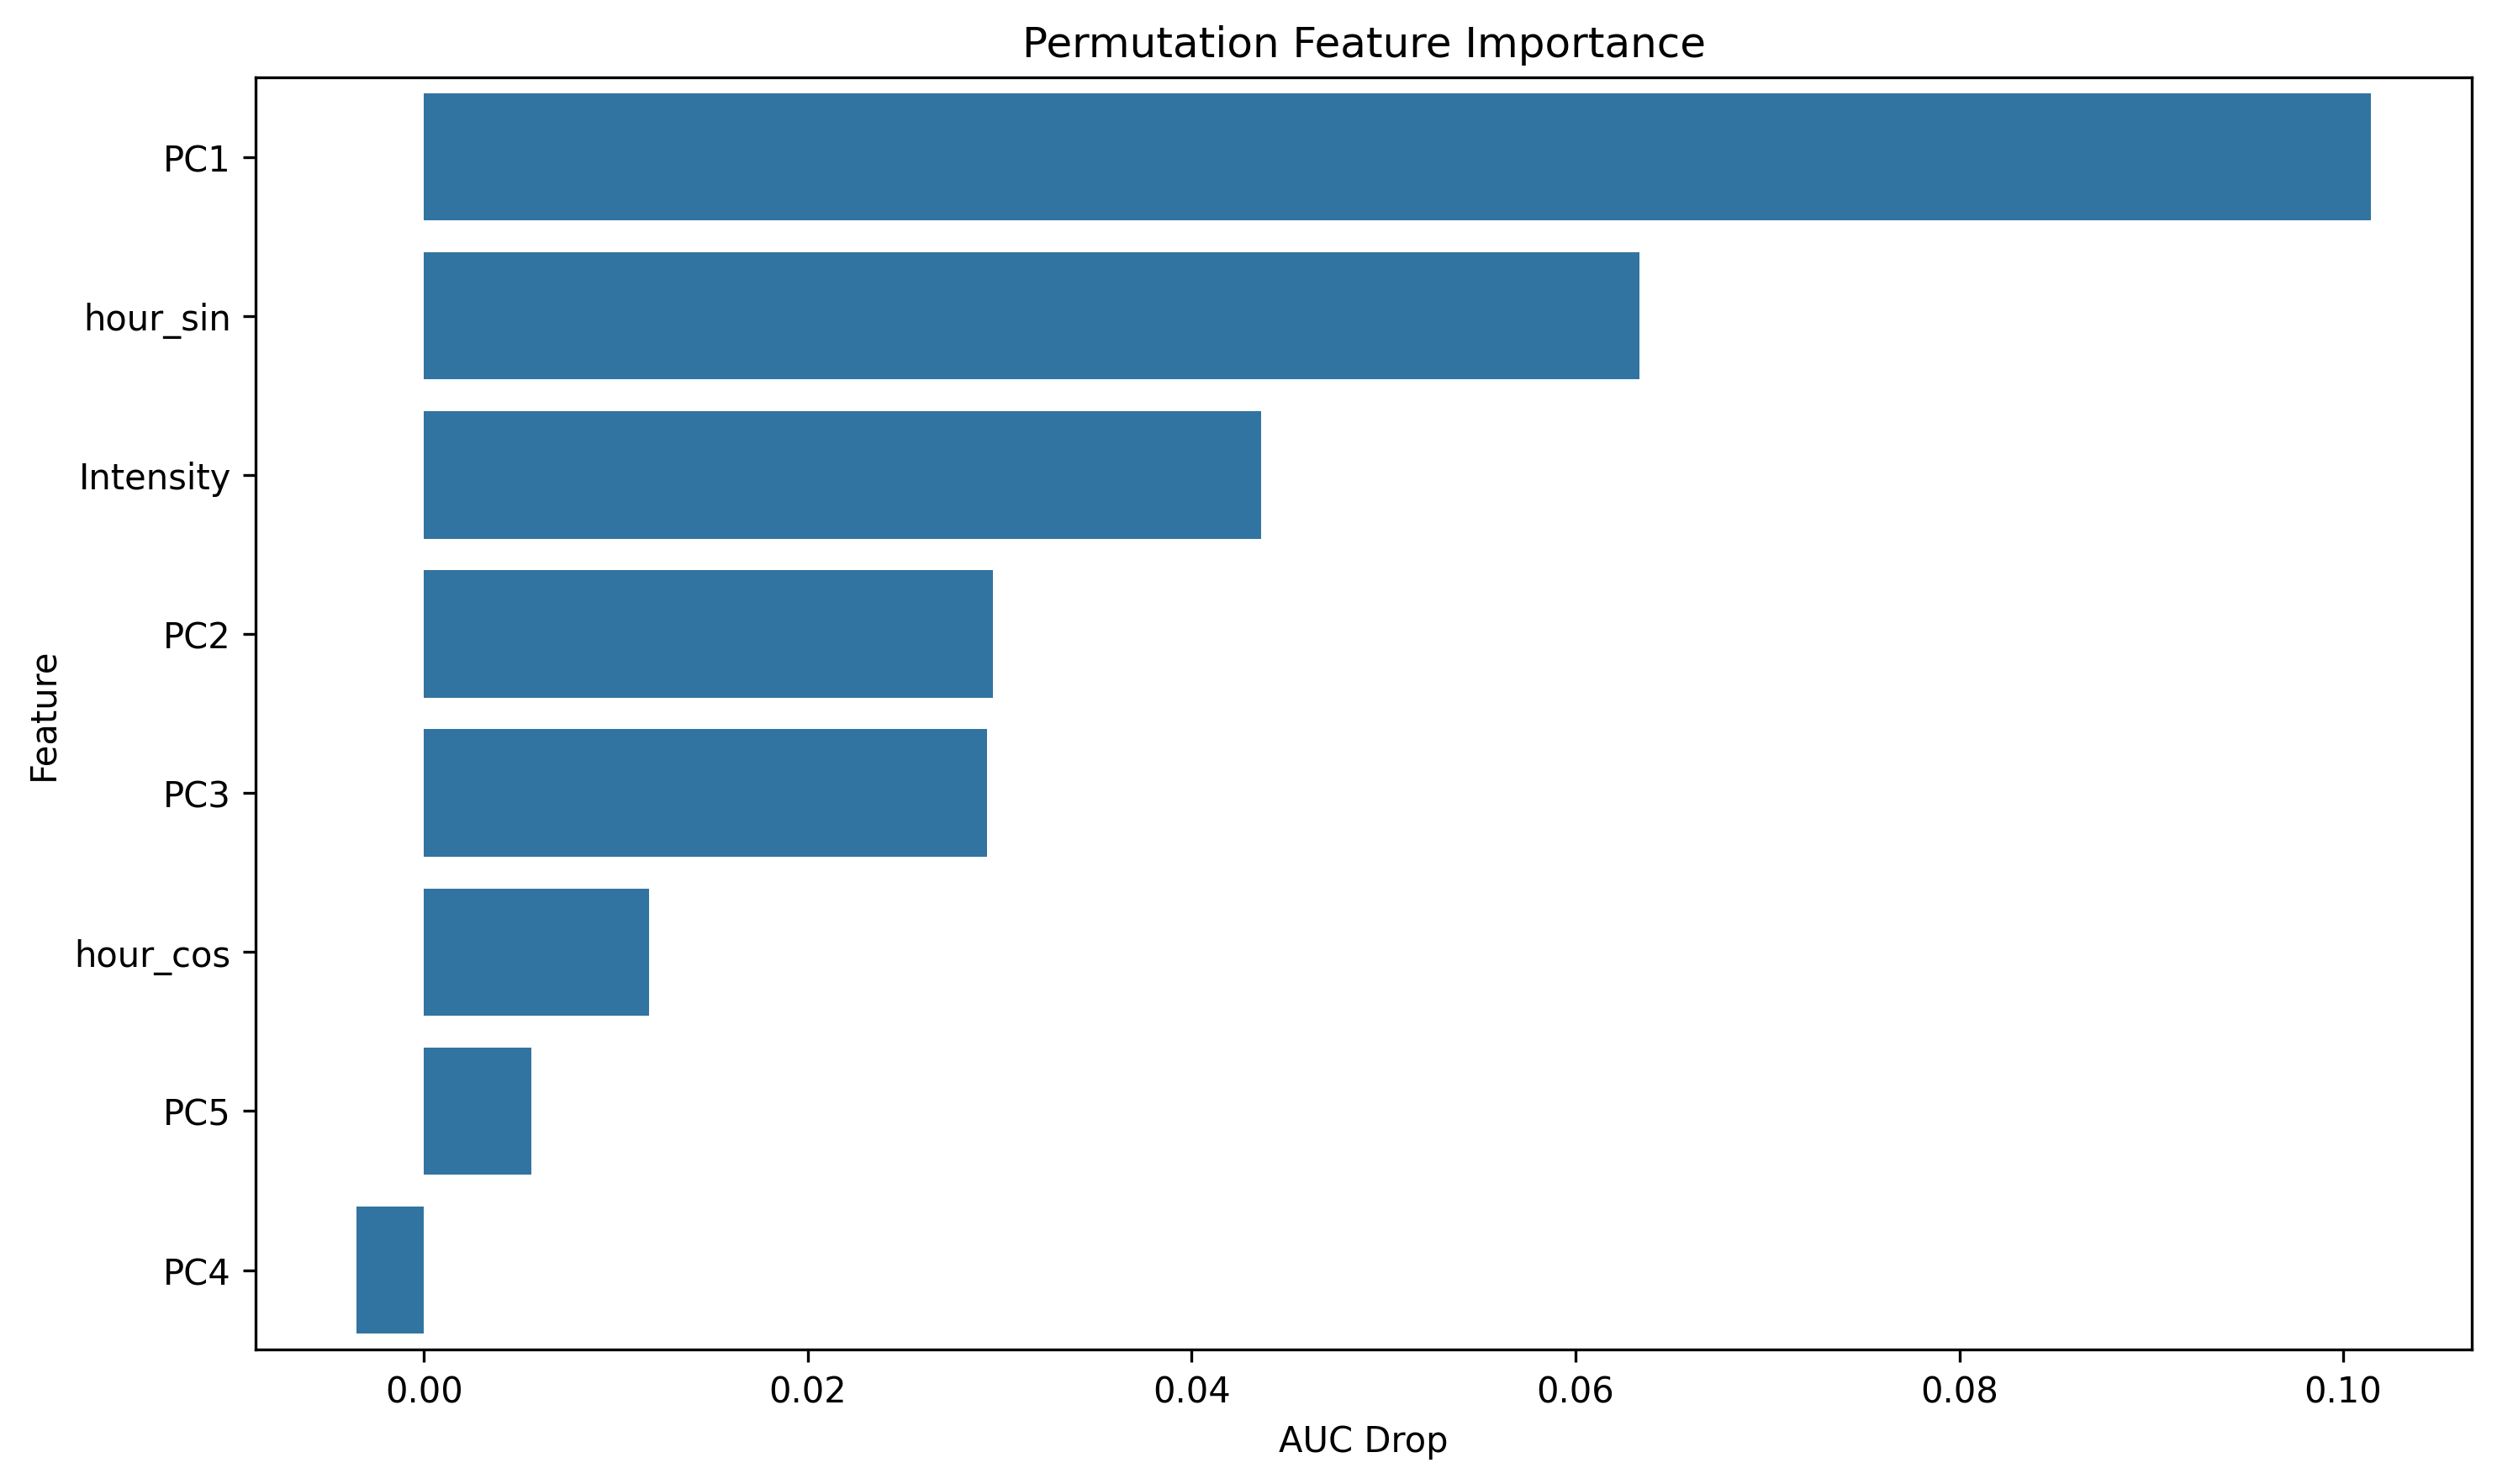 Permutation Feature Importance
PC1
hour_sin
Intensity
PC2
PC3
hour_cos
PC5
PC4
Feature
0.00 0.02 0.04 0.06 0.08 0.10
AUC Drop